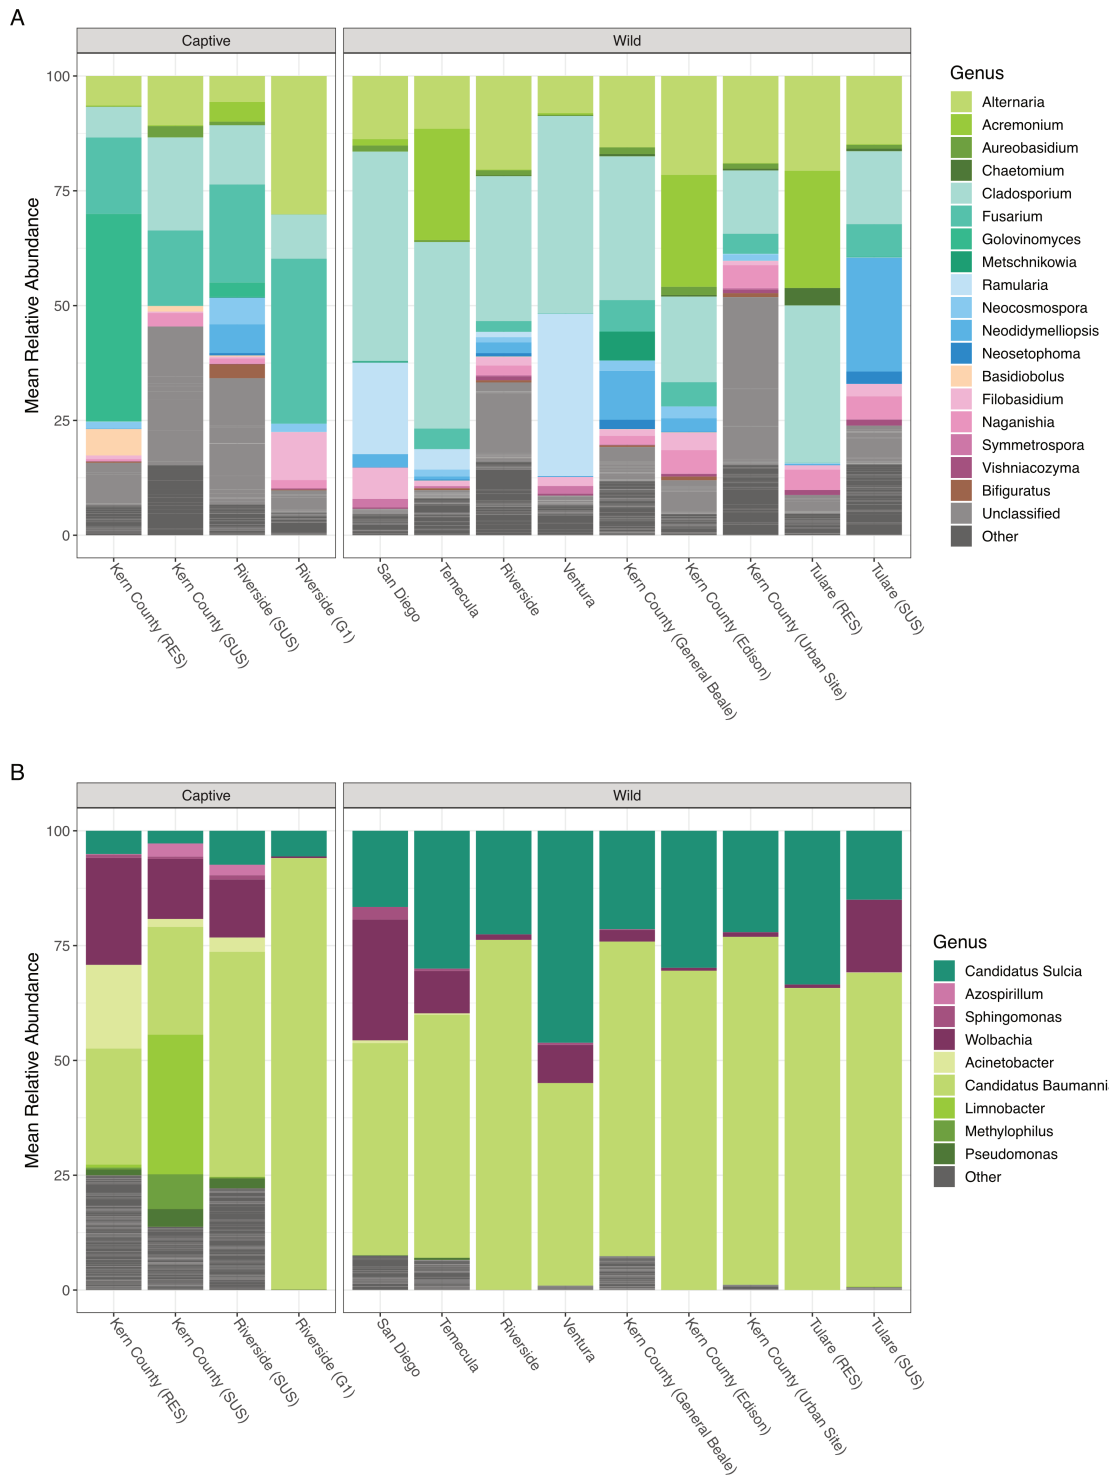 A
Captive
Wild
Mean Relative Abundance
100
75
50
25
0
Kern County (RES)
Kern County (SUS)
Riverside (SUS)
Riverside (G1)
San Diego
Temecula
Riverside
Ventura
Kern County (General Beale)
Kern County (Edison)
Kern County (Urban Site)
Tulare (RES)
Tulare (SUS)
Genus
Alternaria
Acremonium
Aureobasidium
Chaetomium
Cladosporium
Fusarium
Golovinomyces
Metschnikowia
Ramularia
Neocosmospora
Neodidymelliopsis
Neosetophoma
Basidiobolus
Filobasidium
Naganishia
Symmetrospora
Vishniacozyma
Bifiguratus
Unclassified
Other
B
Captive
Wild
Mean Relative Abundance
100
75
50
25
0
Kern County (RES)
Kern County (SUS)
Riverside (SUS)
Riverside (G1)
San Diego
Temecula
Riverside
Ventura
Kern County (General Beale)
Kern County (Edison)
Kern County (Urban Site)
Tulare (RES)
Tulare (SUS)
Genus
Candidatus Sulcia
Azospirillum
Sphingomonas
Wolbachia
Acinetobacter
Candidatus Baumanni
Limnobacter
Methylophilus
Pseudomonas
Other